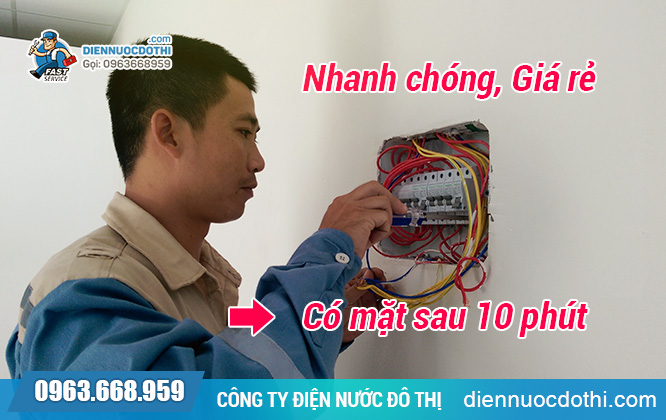 .com
DIENNUOCDOTHI
Gọi: 0963668959
FAST
SERVICE
Nhanh chóng, Giá rẻ
Có mặt sau 10 phút
0963.668.959
CÔNG TY ĐIỆN NƯỚC ĐÔ THỊ
diennuocdothi.com